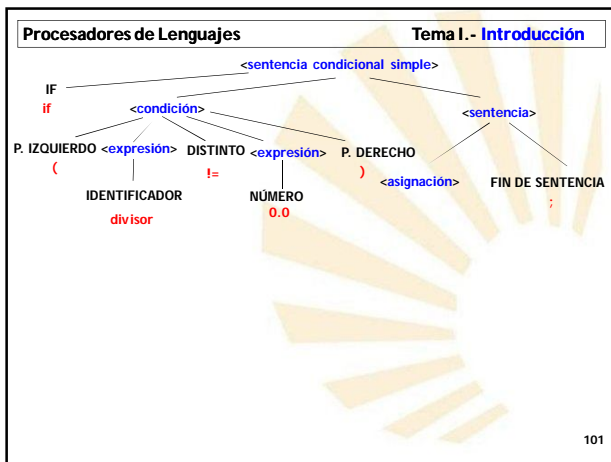 Procesadores de Lenguajes Tema I.- Introducción
<sentencia condicional simple>
IF
if
<condición> <sentencia>
P. IZQUIERDO <expresión> DISTINTO <expresión> P. DERECHO
( != )
<asignación> FIN DE SENTENCIA
;
IDENTIFICADOR NÚMERO
divisor 0.0
101